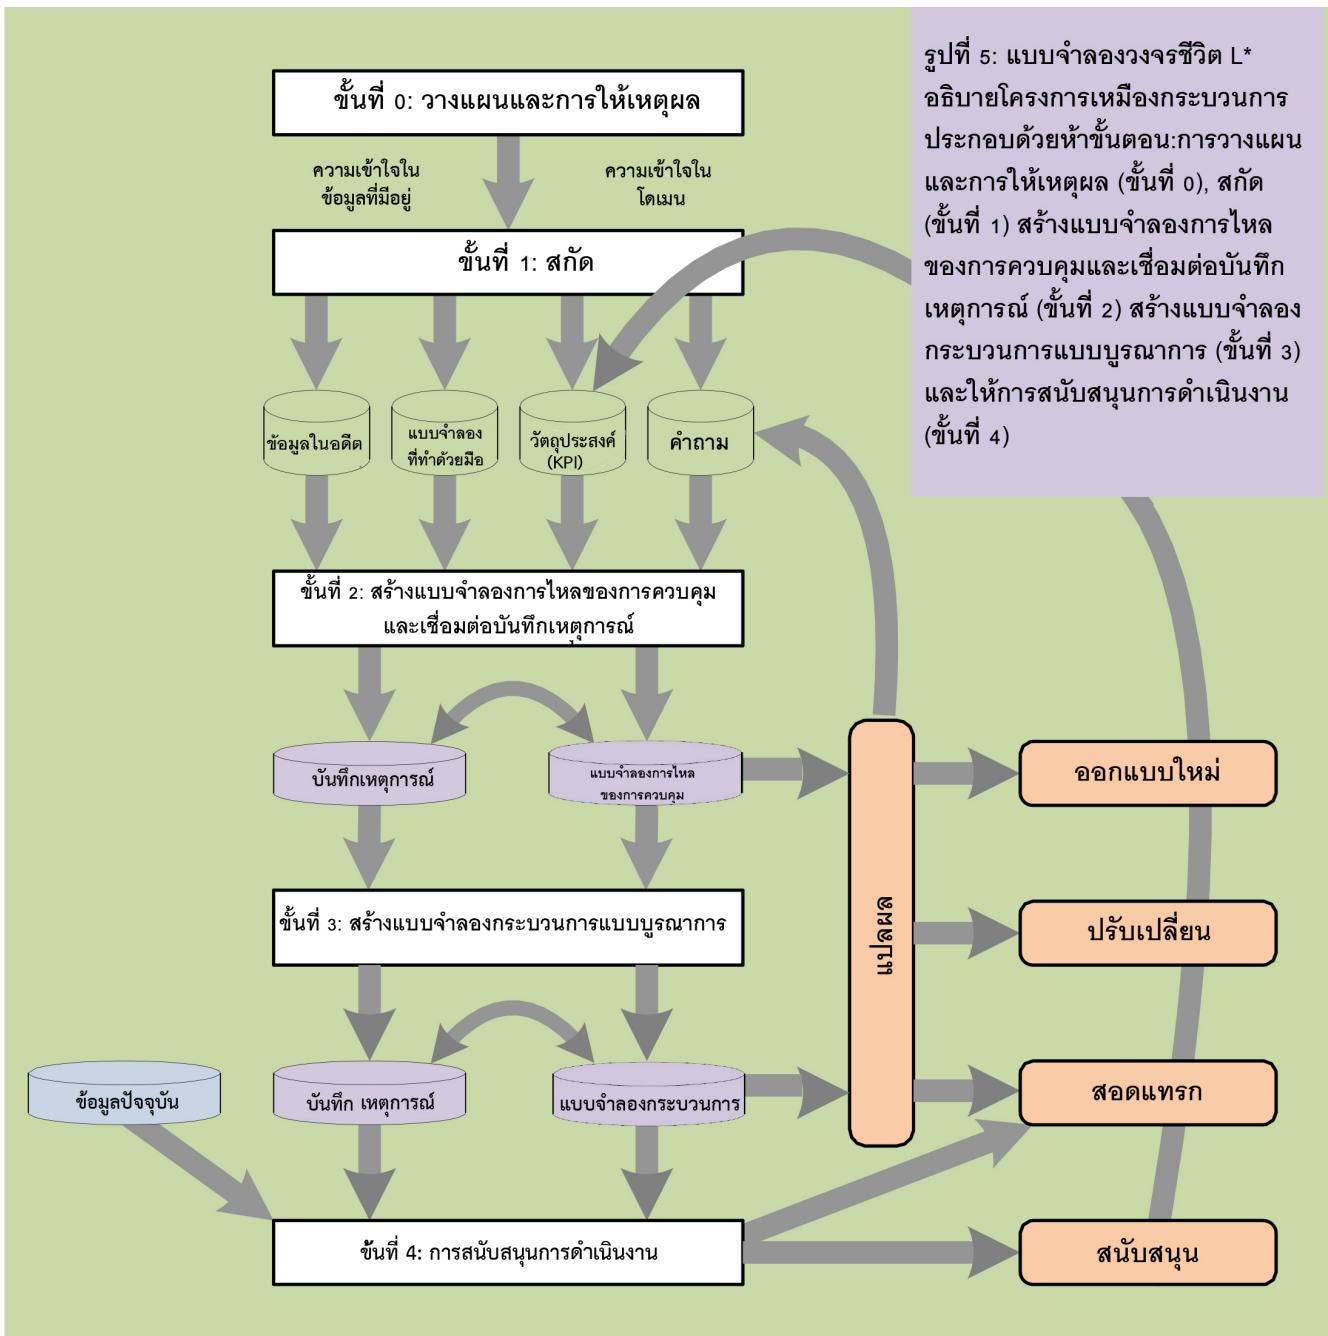 รูปที่ 5: แบบจำลองวงจรชีวิต L*
อธิบายโครงการเหมืองกระบวนการ
ประกอบด้วยห้าขั้นตอน:การวางแผน
และการให้เหตุผล (ขั้นที่ 0), สกัด
(ขั้นที่ 1) สร้างแบบจำลองการไหล
ของการควบคุมและเชื่อมต่อบันทึก
เหตุการณ์ (ขั้นที่ 2) สร้างแบบจำลอง
กระบวนการแบบบูรณาการ (ขั้นที่ 3)
และให้การสนับสนุนการดำเนินงาน
(ขั้นที่ 4)
ขั้นที่ 0: วางแผนและการให้เหตุผล
ความเข้าใจใน
ข้อมูลที่มีอยู่
ความเข้าใจใน
โดเมน
ขั้นที่ 1: สกัด
ข้อมูลในอดีต
แบบจำลอง
ที่ทำด้วยมือ
วัตถุประสงค์
(KPI)
คำถาม
ขั้นที่ 2: สร้างแบบจำลองการไหลของการควบคุม
และเชื่อมต่อบันทึกเหตุการณ์
บันทึกเหตุการณ์
แบบจำลองการไหล
ของการควบคุม
แปลผล
ออกแบบใหม่
ขั้นที่ 3: สร้างแบบจำลองกระบวนการแบบบูรณาการ
ปรับเปลี่ยน
ข้อมูลปัจจุบัน
บันทึก เหตุการณ์
แบบจำลองกระบวนการ
สอดแทรก
ขั้นที่ 4: การสนับสนุนการดำเนินงาน
สนับสนุน